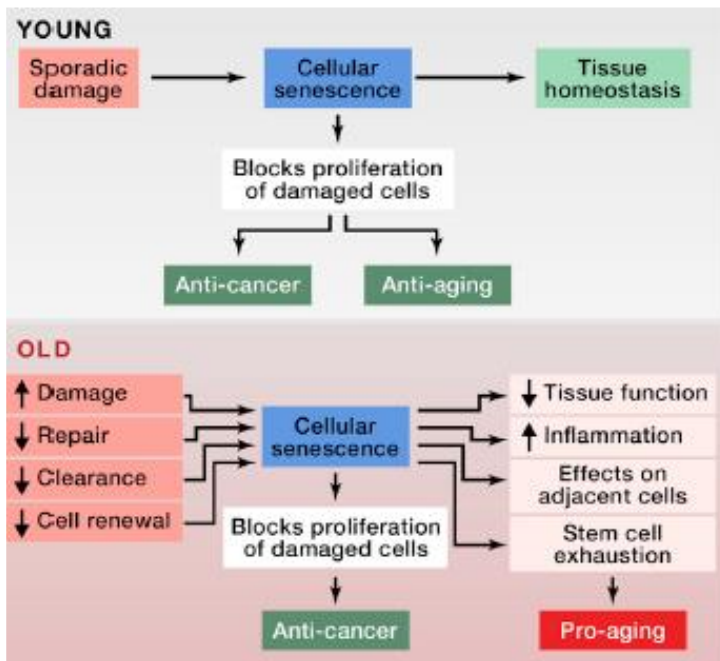 YOUNG
Sporadic
damage
Cellular
senescence
Tissue
homeostasis
Blocks proliferation
of damaged cells
Anti-cancer
Anti-aging
OLD
↑ Damage
↓ Repair
↓ Clearance
↓ Cell renewal
Cellular
senescence
Blocks proliferation
of damaged cells
Anti-cancer
↓ Tissue function
↑ Inflammation
Effects on
adjacent cells
Stem cell
exhaustion
Pro-aging